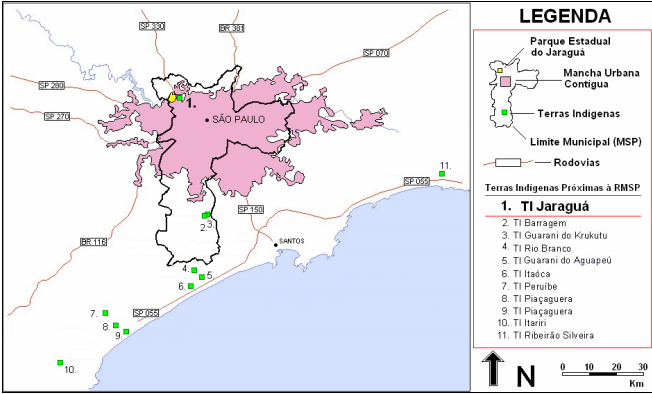 SP 330
BR 381
SP 070
SP 280
SP 270
1.
SÃO PAULO
11.
SP 055
SP 150
2.
3.
BR 116
SANTOS
4.
5.
6.
7.
SP 055
8.
9.
10.
LEGENDA
Parque Estadual
do Jaraguá
Mancha Urbana
Contígua
Terras Indígenas
Limite Municipal (MSP)
Rodovias
Terras Indígenas Próximas à RMSP
1. TI Jaraguá
2. TI Barragem
3. TI Guarani do Krukutu
4. TI Rio Branco
5. TI Guarani do Aguapeú
6. TI Itaóca
7. TI Peruíbe
8. TI Piaçaguera
9. TI Piaçaguera
10. TI Itariri
11. TI Ribeirão Silveira
N
0 10 20 30
Km